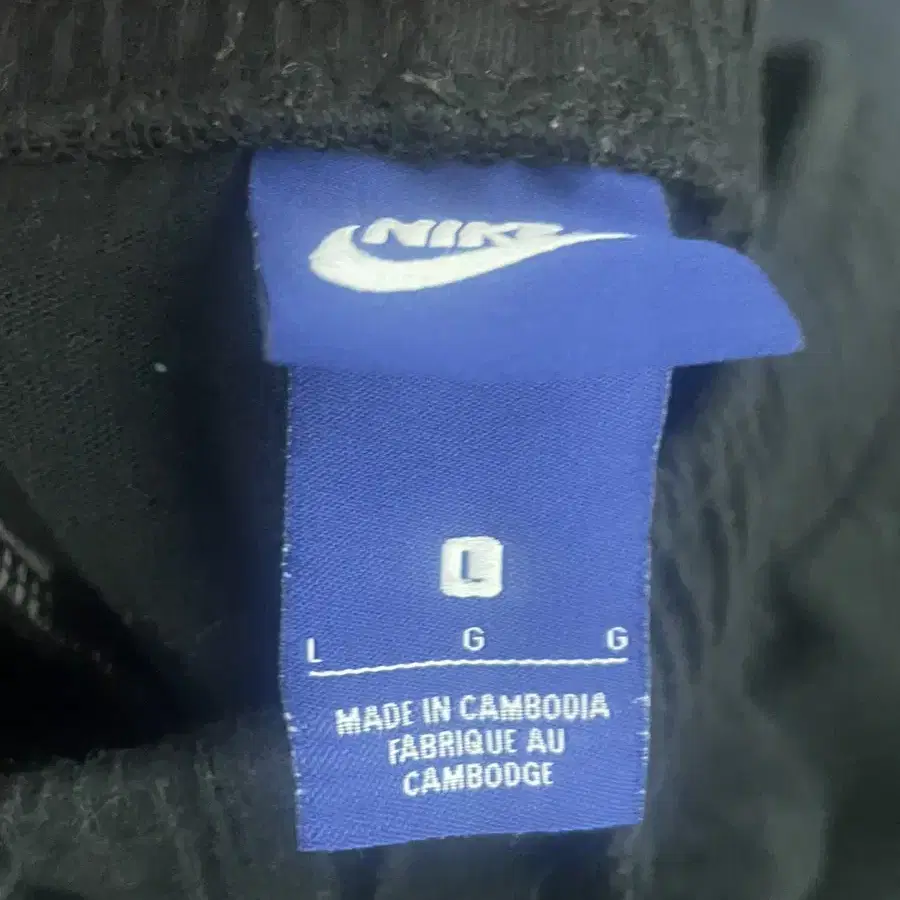 NIKE
L
L G G
MADE IN CAMBODIA
FABRIQUE AU
CAMBODGE